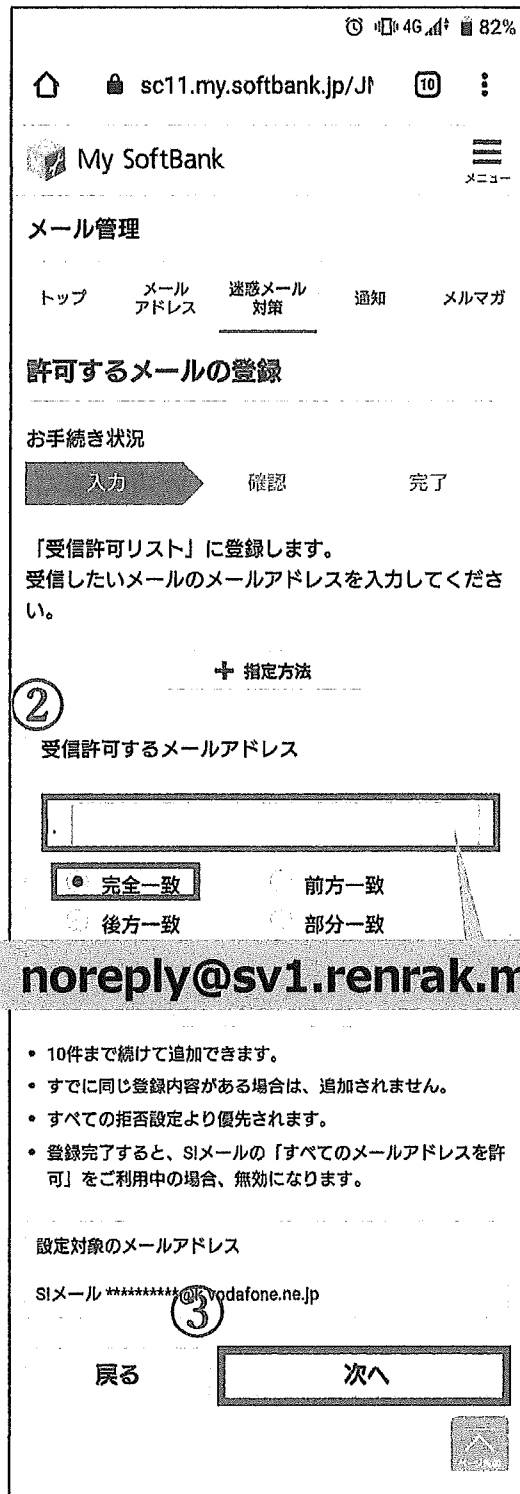 4G 82%
sc11.my.softbank.jp/JI 10
My SoftBank
メニュー
メール管理
トップ
メール
アドレス
迷惑メール
対策
通知
メルマガ
許可するメールの登録
お手続き状況
入力 確認 完了
「受信許可リスト」に登録します。
受信したいメールのメールアドレスを入力してくださ
い。
+ 指定方法
②
受信許可するメールアドレス
完全一致 前方一致
後方一致 部分一致
noreply@sv1.renrak.m
• 10件まで続けて追加できます。
• すでに同じ登録内容がある場合は、追加されません。
• すべての拒否設定より優先されます。
• 登録完了すると、S!メールの「すべてのメールアドレスを許
可」をご利用中の場合、無効になります。
設定対象のメールアドレス
S!メール **********@k.vodafone.ne.jp
③
戻る 次へ